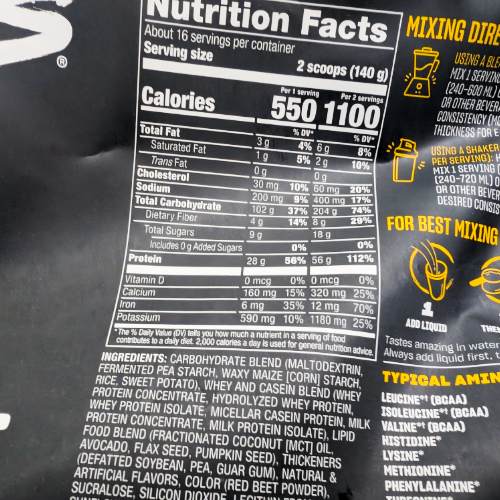 S
®
Nutrition Facts
About 16 servings per container
Serving size 2 scoops (140 g)
Per 1 serving Per 2 servings
Calories 550 1100
% DV* % DV*
Total Fat 3 g 4% 6 g 8%
Saturated Fat 1 g 5% 2 g 10%
Trans Fat 0 g 0 g
Cholesterol 30 mg 10% 60 mg 20%
Sodium 200 mg 9% 400 mg 17%
Total Carbohydrate 102 g 37% 204 g 74%
Dietary Fiber 4 g 14% 8 g 29%
Total Sugars 9 g 18 g
Includes 0 g Added Sugars 0% 0%
Protein 28 g 56% 56 g 112%
Vitamin D 0 mcg 0% 0 mcg 0%
Calcium 160 mg 15% 320 mg 25%
Iron 6 mg 35% 12 mg 70%
Potassium 590 mg 10% 1180 mg 25%
*The % Daily Value (DV) tells you how much a nutrient in a serving of food
contributes to a daily diet. 2,000 calories a day is used for general nutrition advice.
INGREDIENTS: CARBOHYDRATE BLEND (MALTODEXTRIN,
FERMENTED PEA STARCH, WAXY MAIZE [CORN] STARCH,
RICE, SWEET POTATO), WHEY AND CASEIN BLEND (WHEY
PROTEIN CONCENTRATE, HYDROLYZED WHEY PROTEIN,
WHEY PROTEIN ISOLATE, MICELLAR CASEIN PROTEIN, MILK
PROTEIN CONCENTRATE, MILK PROTEIN ISOLATE), LIPID
FOOD BLEND (FRACTIONATED COCONUT [MCT] OIL,
AVOCADO, FLAX SEED, PUMPKIN SEED), THICKENERS
(DEFATTED SOYBEAN, PEA, GUAR GUM), NATURAL &
ARTIFICIAL FLAVORS, COLOR (RED BEET POWDER),
SUCRALOSE, SILICON DIOXIDE, LECITHIN
MIXING DIRE
USING A BLE
MIX 1 SERVING
(240-600 ML)
OR OTHER BEVER
CONSISTENCY (MO
THICKNESS FOR E
USING A SHAKER
PER SERVING): H
MIX 1 SERVING (
(240-720 ML) O
OR OTHER BEVER
DESIRED CONSIS
FOR BEST MIXING
1
ADD LIQUID
THE
Tastes amazing in water
Always add liquid first, t
TYPICAL AMIN
LEUCINE*† (BCAA)
ISOLEUCINE*† (BCAA)
VALINE*† (BCAA)
HISTIDINE*
LYSINE*
METHIONINE*
PHENYLALANINE*